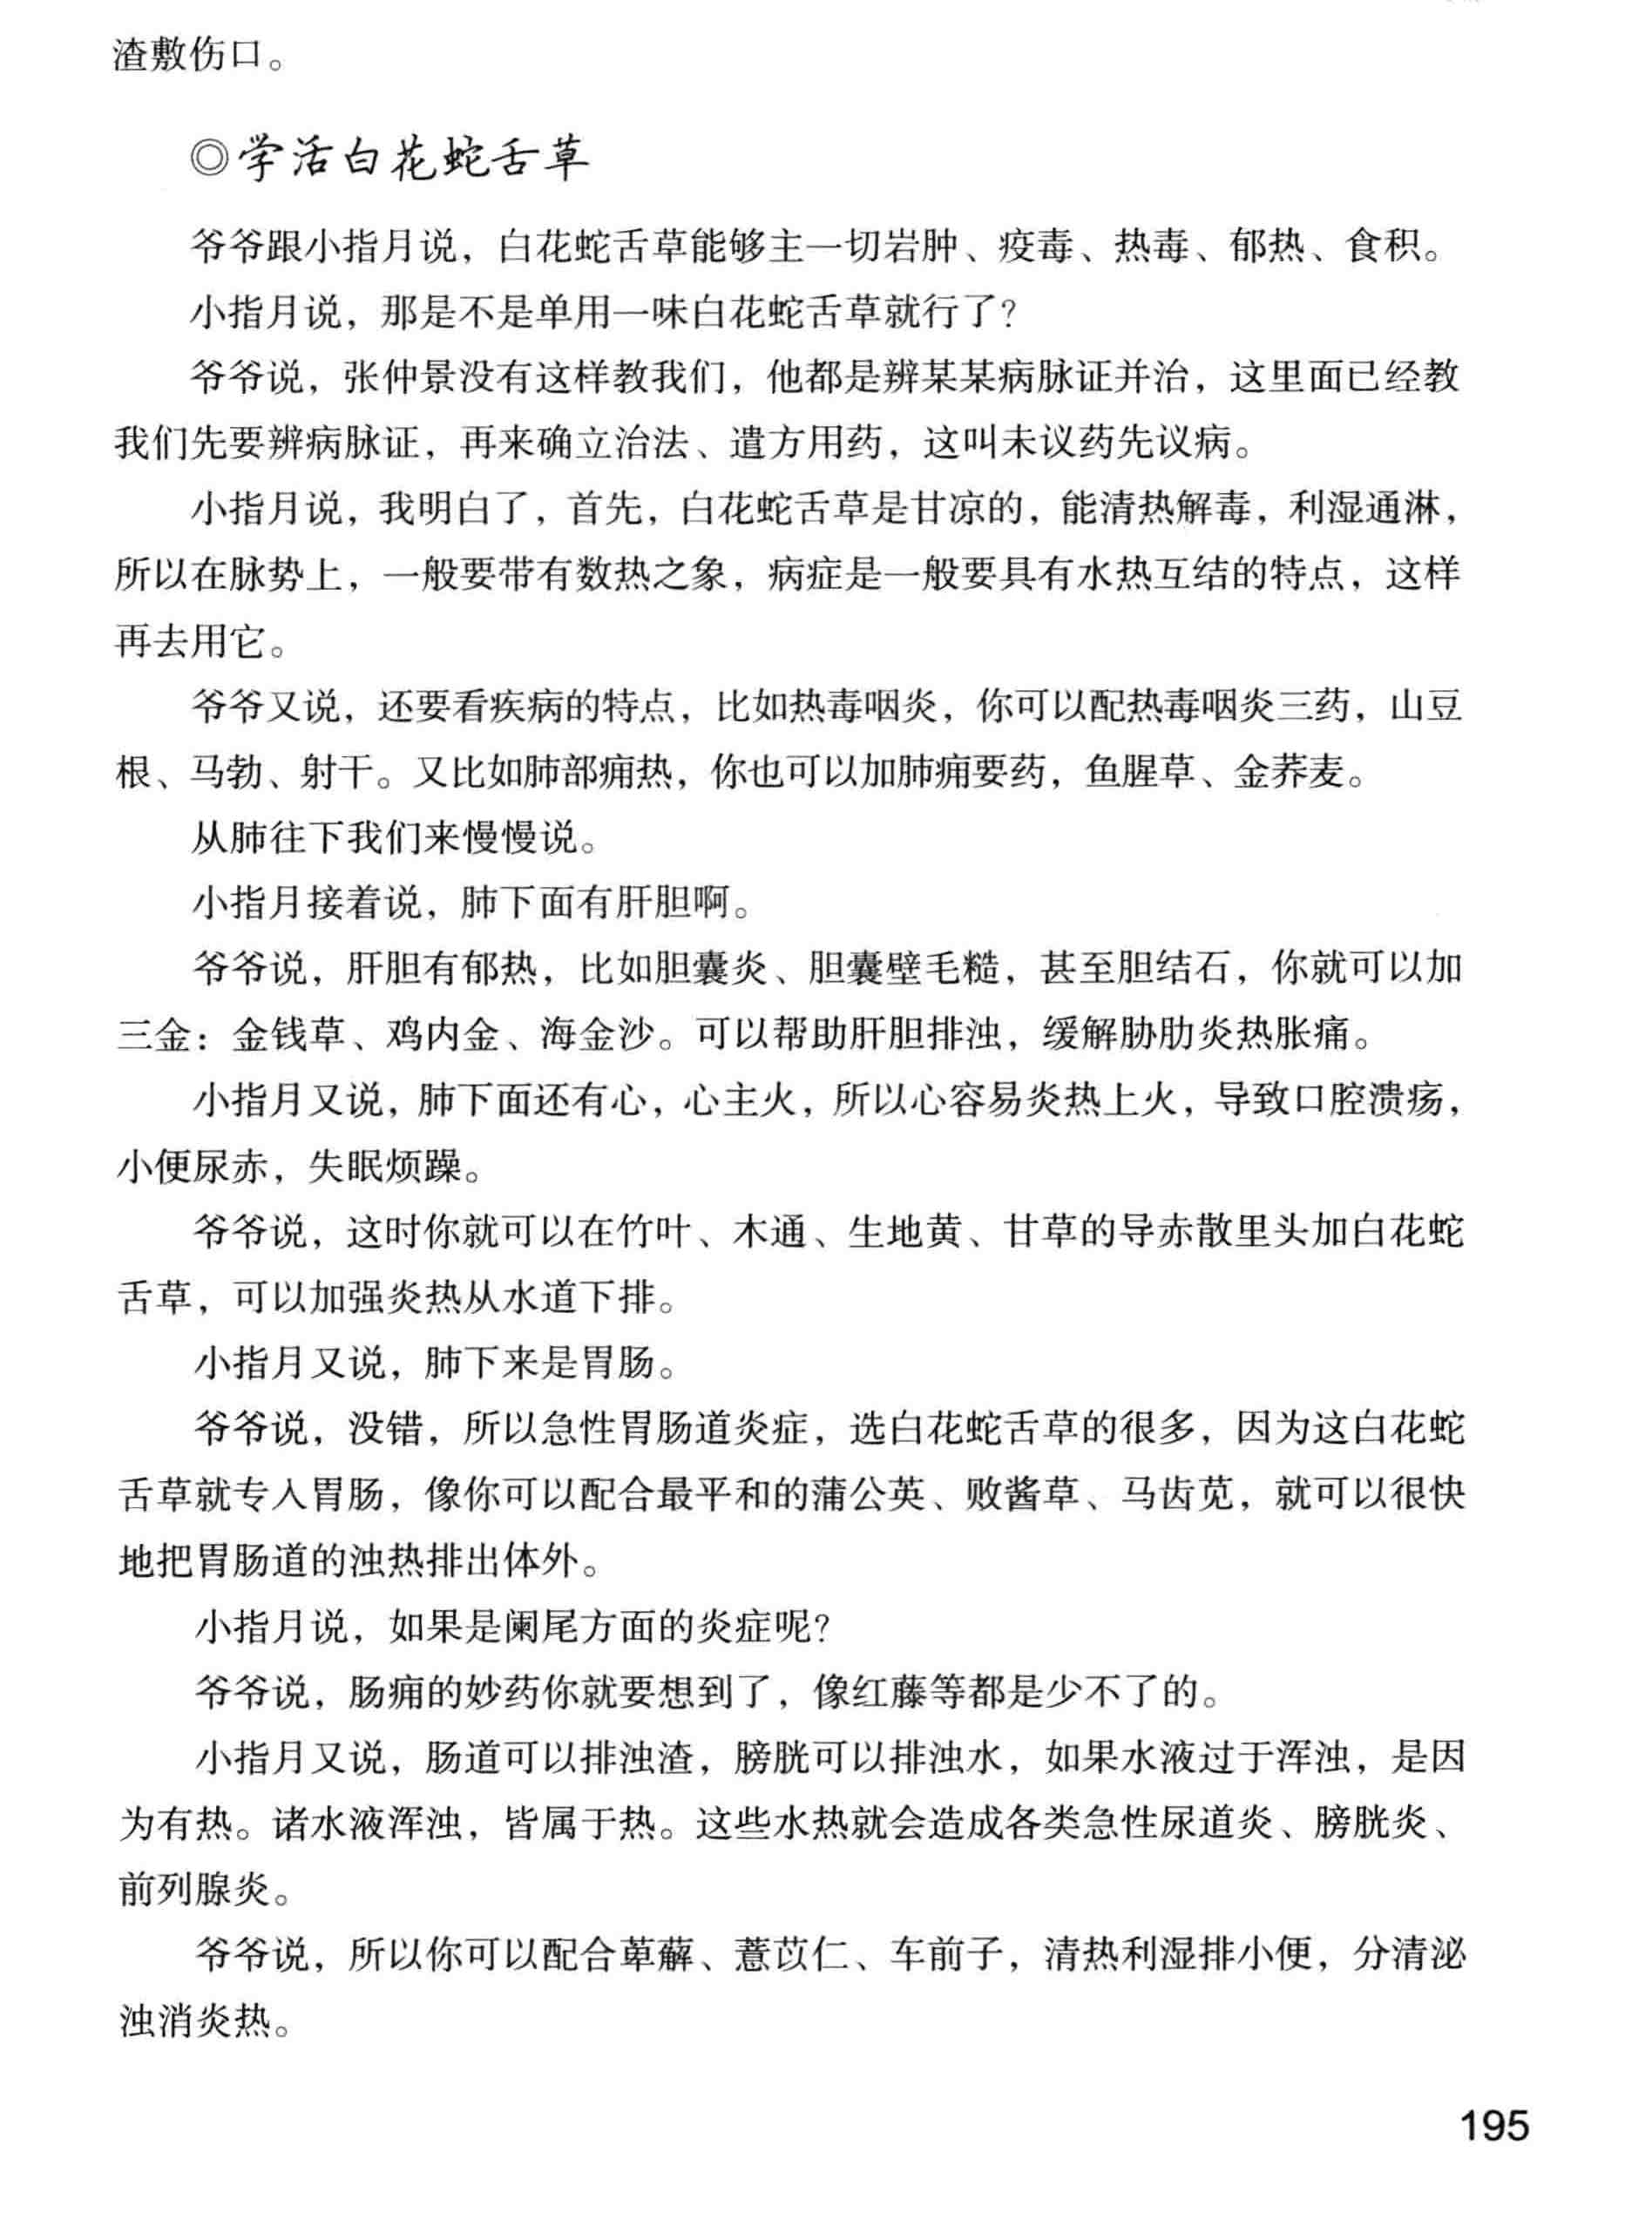 渣敷伤口。
◎学活白花蛇舌草
爷爷跟小指月说，白花蛇舌草能够主一切岩肿、疫毒、热毒、郁热、食积。
小指月说，那是不是单用一味白花蛇舌草就行了？
爷爷说，张仲景没有这样教我们，他都是辨某某病脉证并治，这里面已经教
我们先要辨病脉证，再来确立治法、遣方用药，这叫未议药先议病。
小指月说，我明白了，首先，白花蛇舌草是甘凉的，能清热解毒，利湿通淋，
所以在脉势上，一般要带有数热之象，病症是一般要具有水热互结的特点，这样
再去用它。
爷爷又说，还要看疾病的特点，比如热毒咽炎，你可以配热毒咽炎三药，山豆
根、马勃、射干。又比如肺部痈热，你也可以加肺痈要药，鱼腥草、金荞麦。
从肺往下我们来慢慢说。
小指月接着说，肺下面有肝胆啊。
爷爷说，肝胆有郁热，比如胆囊炎、胆囊壁毛糙，甚至胆结石，你就可以加
三金：金钱草、鸡内金、海金沙。可以帮助肝胆排浊，缓解胁肋炎热胀痛。
小指月又说，肺下面还有心，心主火，所以心容易炎热上火，导致口腔溃疡，
小便尿赤，失眠烦躁。
爷爷说，这时你就可以在竹叶、木通、生地黄、甘草的导赤散里头加白花蛇
舌草，可以加强炎热从水道下排。
小指月又说，肺下来是胃肠。
爷爷说，没错，所以急性胃肠道炎症，选白花蛇舌草的很多，因为这白花蛇
舌草就专入胃肠，像你可以配合最平和的蒲公英、败酱草、马齿苋，就可以很快
地把胃肠道的浊热排出体外。
小指月说，如果是阑尾方面的炎症呢？
爷爷说，肠痈的妙药你就要想到了，像红藤等都是少不了的。
小指月又说，肠道可以排浊渣，膀胱可以排浊水，如果水液过于浑浊，是因
为有热。诸水液浑浊，皆属于热。这些水热就会造成各类急性尿道炎、膀胱炎、
前列腺炎。
爷爷说，所以你可以配合萆薢、薏苡仁、车前子，清热利湿排小便，分清泌
浊消炎热。
195